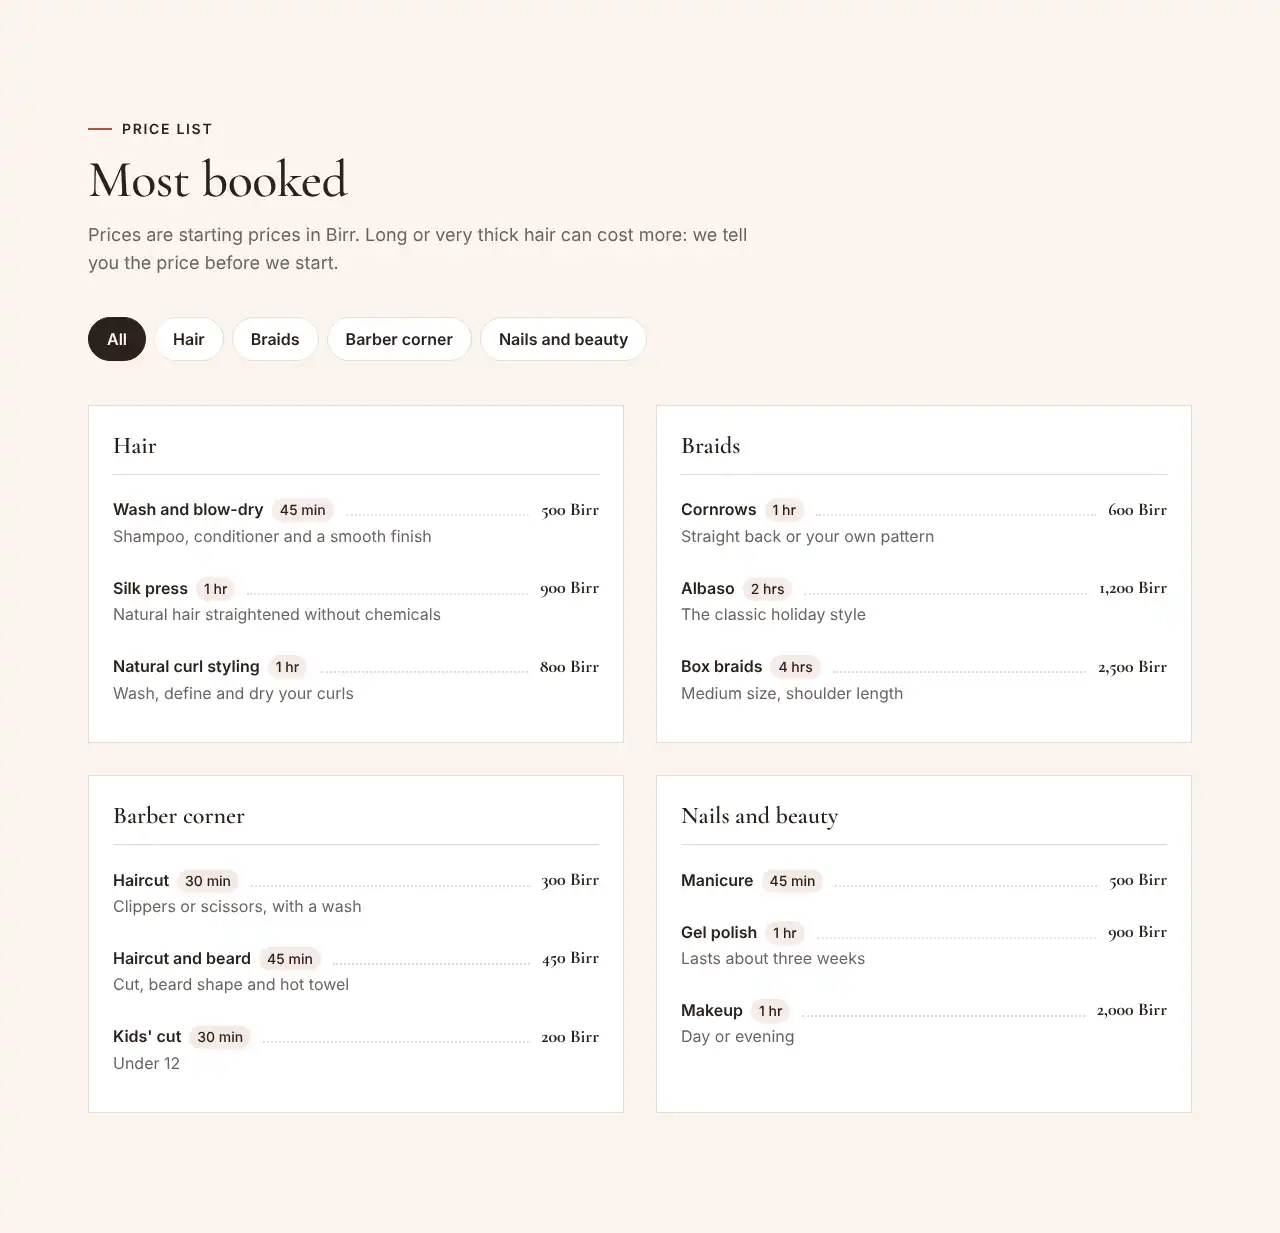 PRICE LIST
Most booked
Prices are starting prices in Birr. Long or very thick hair can cost more: we tell
you the price before we start.
All Hair Braids Barber corner Nails and beauty
Hair
Wash and blow-dry 45 min 500 Birr
Shampoo, conditioner and a smooth finish
Silk press 1 hr 900 Birr
Natural hair straightened without chemicals
Natural curl styling 1 hr 800 Birr
Wash, define and dry your curls
Braids
Cornrows 1 hr 600 Birr
Straight back or your own pattern
Albaso 2 hrs 1,200 Birr
The classic holiday style
Box braids 4 hrs 2,500 Birr
Medium size, shoulder length
Barber corner
Haircut 30 min 300 Birr
Clippers or scissors, with a wash
Haircut and beard 45 min 450 Birr
Cut, beard shape and hot towel
Kids' cut 30 min 200 Birr
Under 12
Nails and beauty
Manicure 45 min 500 Birr
Gel polish 1 hr 900 Birr
Lasts about three weeks
Makeup 1 hr 2,000 Birr
Day or evening